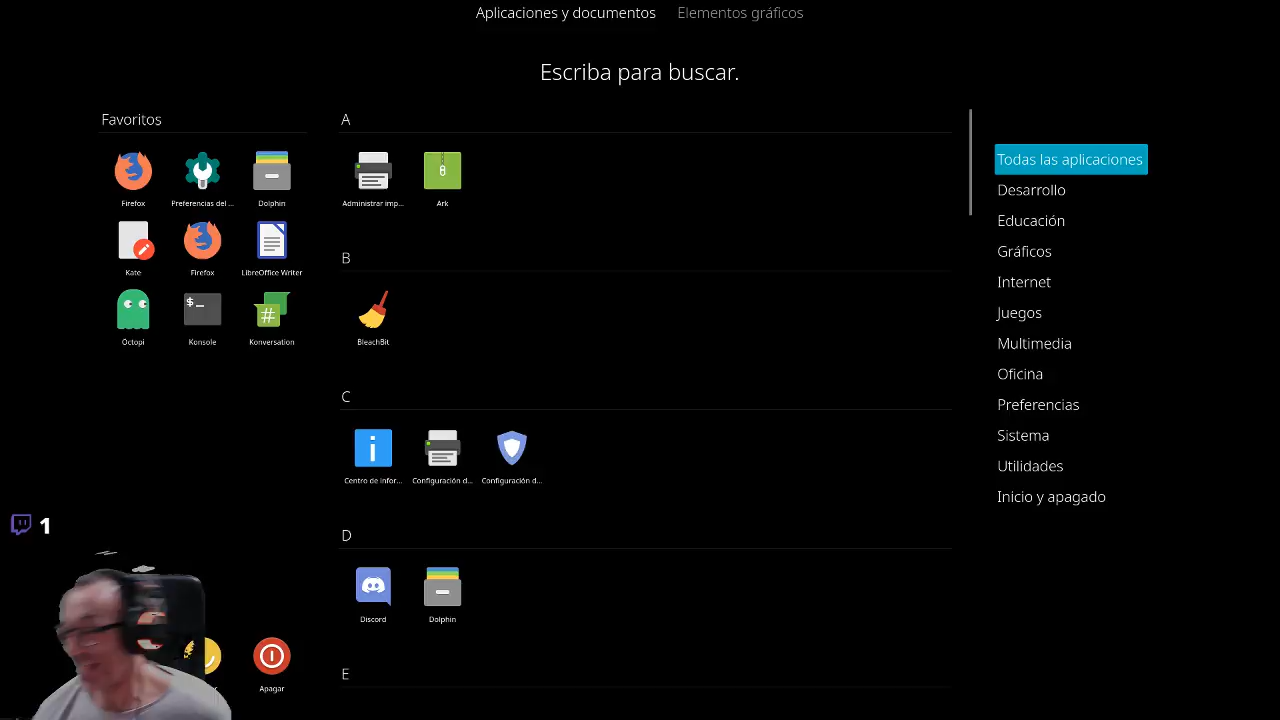 Aplicaciones y documentos
Elementos gráficos
Escriba para buscar.
Favoritos
Firefox
Preferencias del ...
Dolphin
Kate
Firefox
LibreOffice Writer
Octopi
Konsole
Konversation
A
Administrar imp...
Ark
B
BleachBit
C
Centro de infor...
Configuración d...
Configuración d...
D
Discord
Dolphin
E
Todas las aplicaciones
Desarrollo
Educación
Gráficos
Internet
Juegos
Multimedia
Oficina
Preferencias
Sistema
Utilidades
Inicio y apagado
1
Apagar